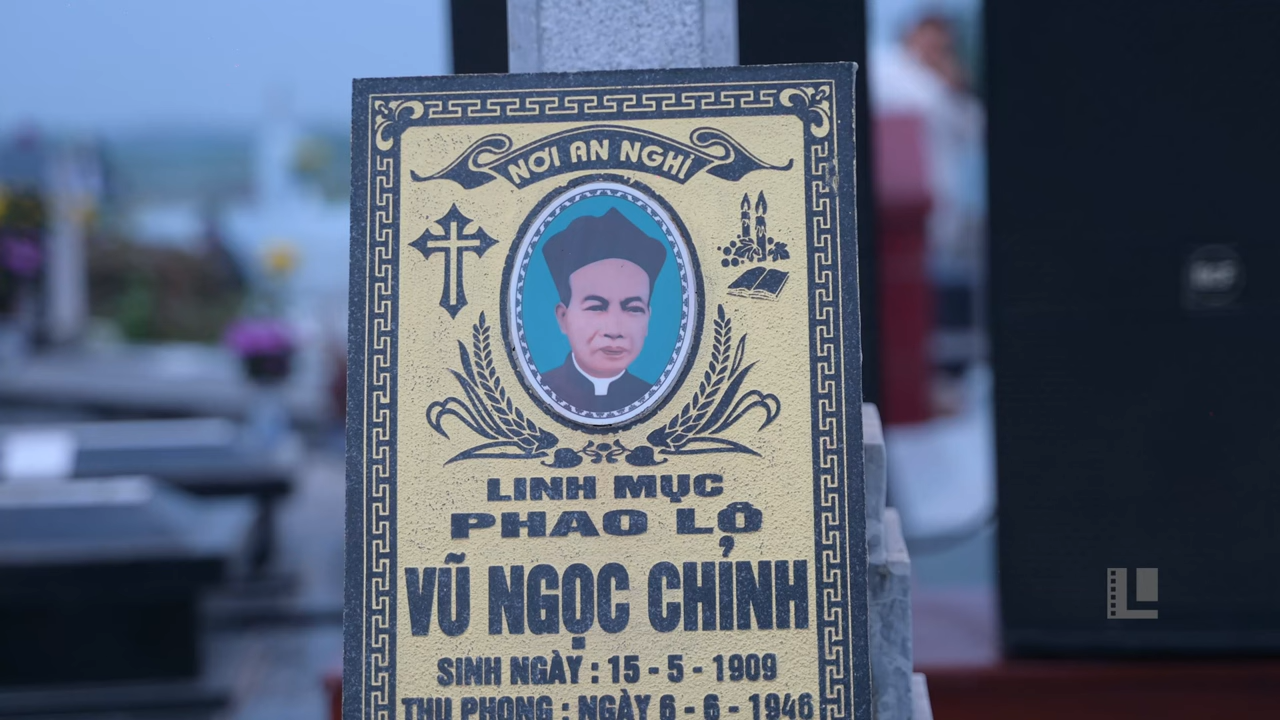 NƠI AN NGHỈ
LINH MỤC
PHAO LÔ
VŨ NGỌC CHỈNH
SINH NGÀY : 15 - 5 - 1909
THỤ PHONG : NGÀY 6 - 6 - 1946